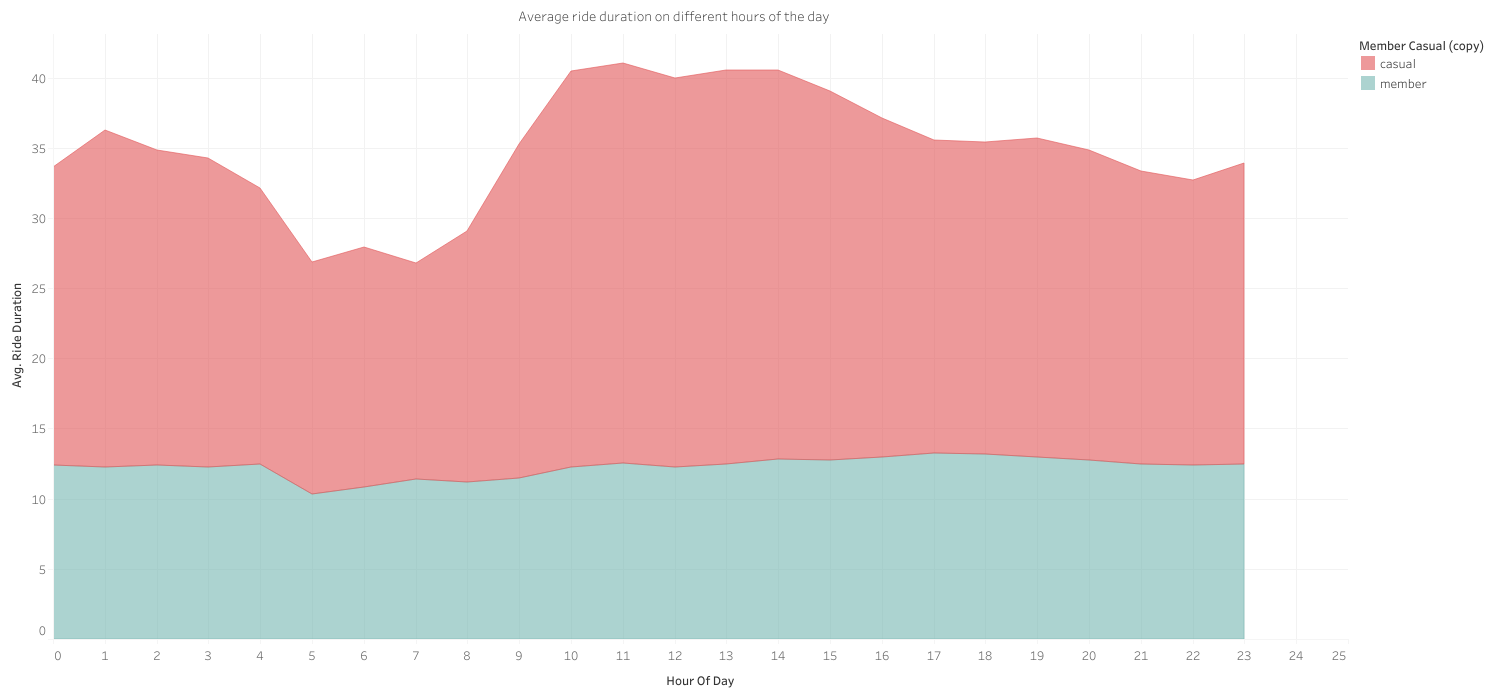 Average ride duration on different hours of the day
Member Casual (copy)
casual
member
Avg. Ride Duration
40
35
30
25
20
15
10
5
0
0 1 2 3 4 5 6 7 8 9 10 11 12 13 14 15 16 17 18 19 20 21 22 23 24 25
Hour Of Day